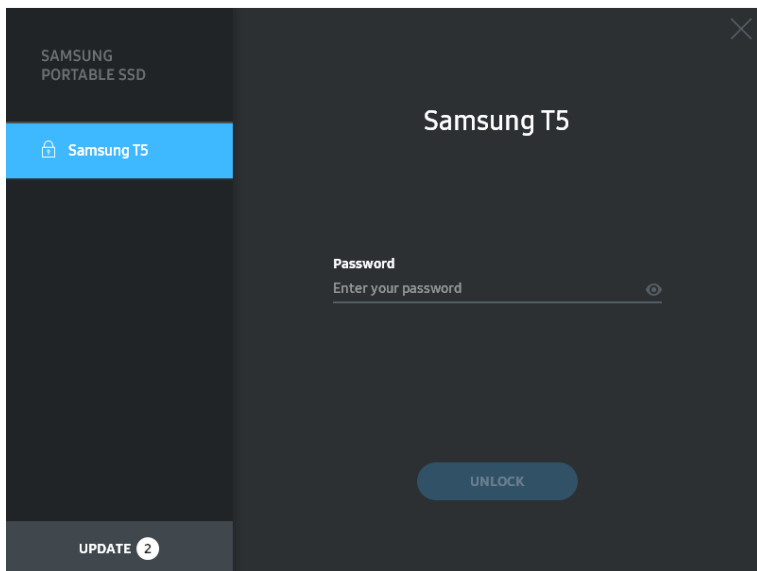 SAMSUNG
PORTABLE SSD
Samsung T5
Samsung T5
Password
Enter your password
UNLOCK
UPDATE 2